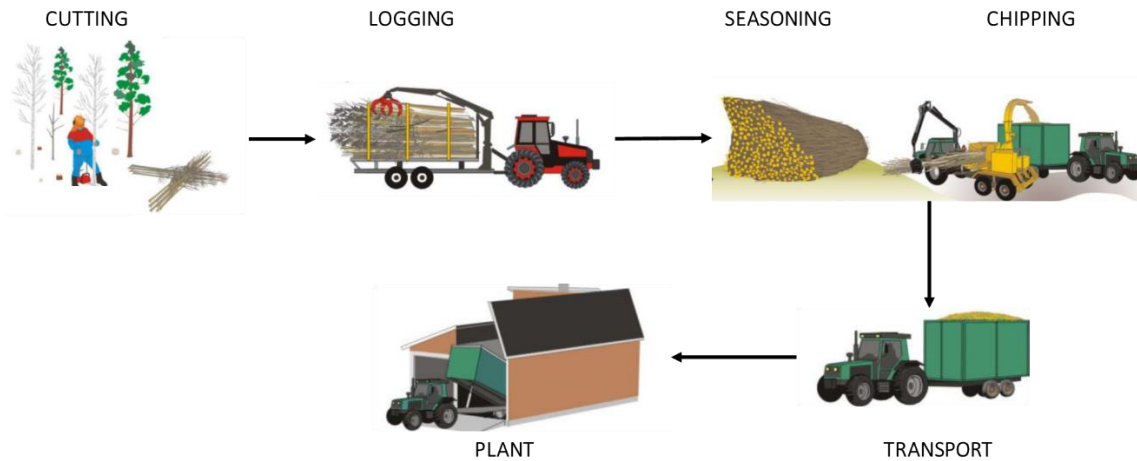 CUTTING
LOGGING
SEASONING
CHIPPING
PLANT
TRANSPORT